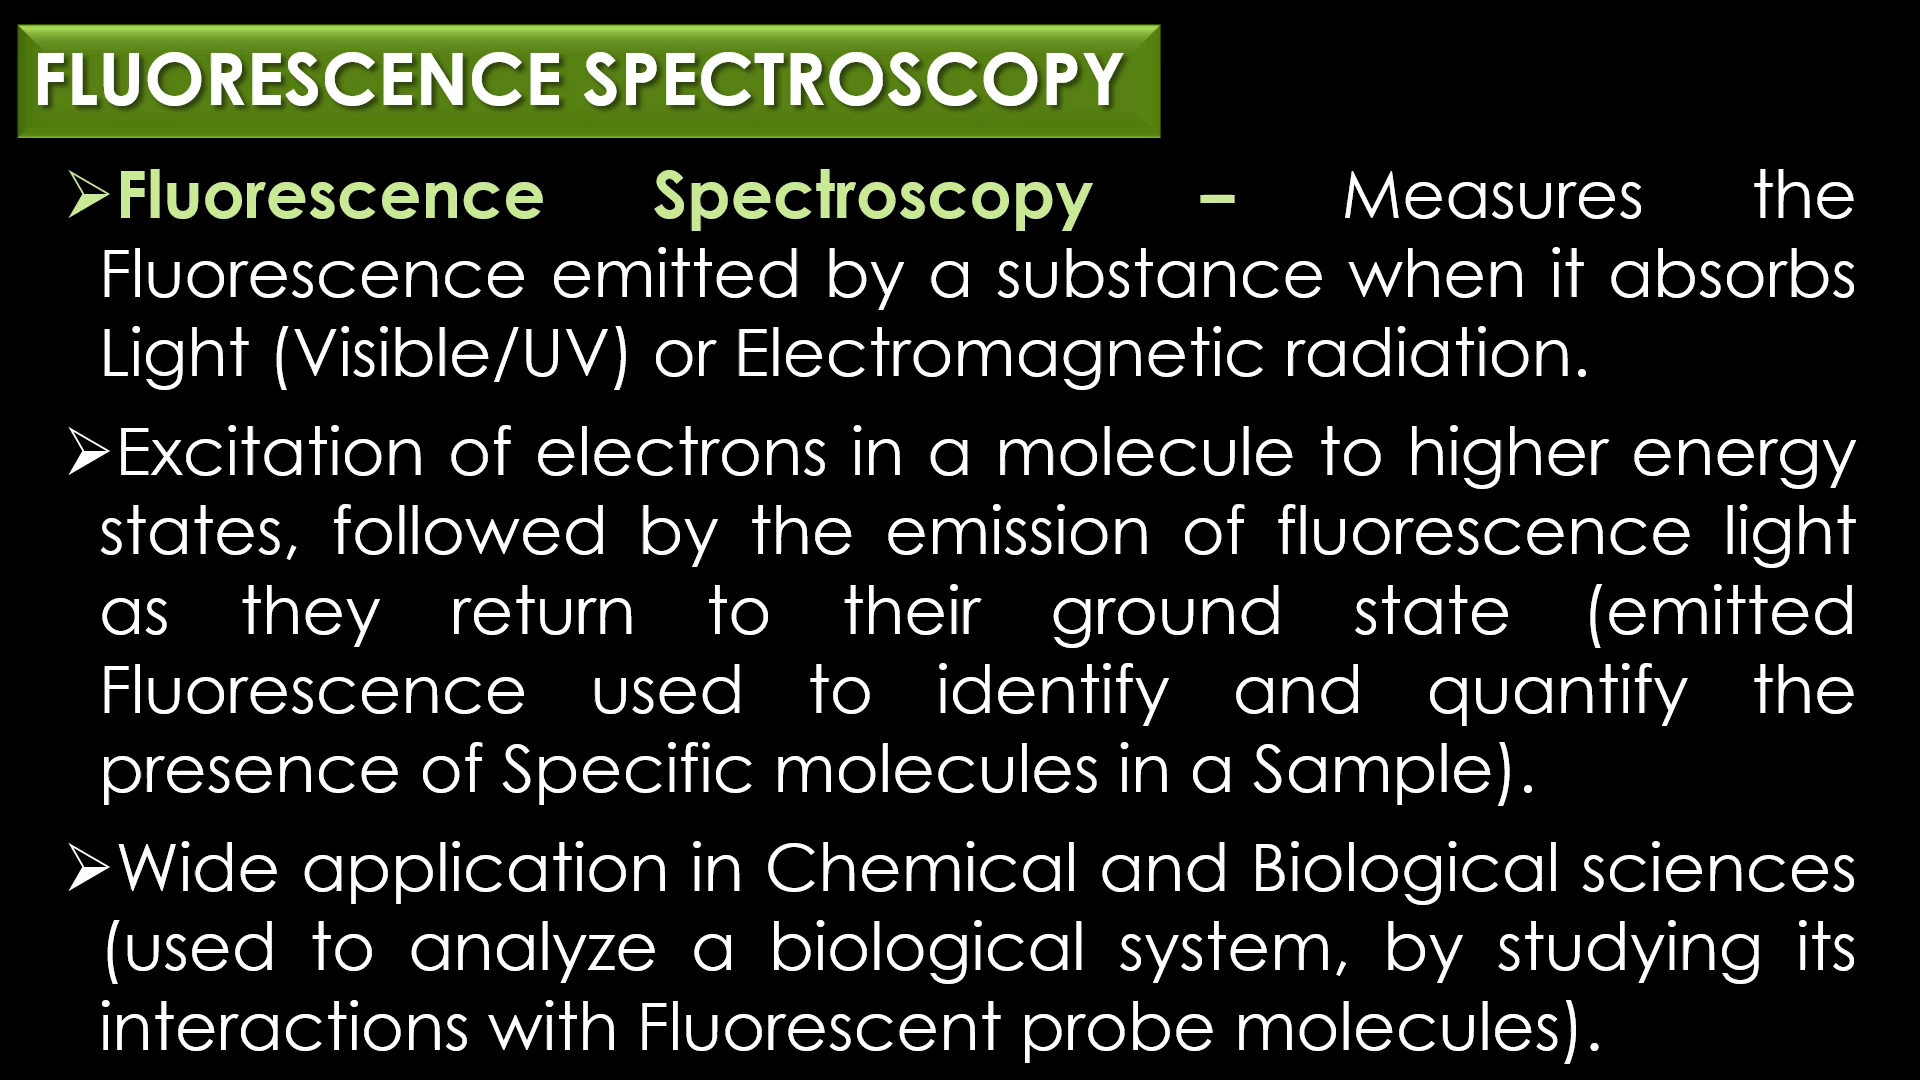 FLUORESCENCE SPECTROSCOPY
➢Fluorescence Spectroscopy – Measures the
Fluorescence emitted by a substance when it absorbs
Light (Visible/UV) or Electromagnetic radiation.
➢Excitation of electrons in a molecule to higher energy
states, followed by the emission of fluorescence light
as they return to their ground state (emitted
Fluorescence used to identify and quantify the
presence of Specific molecules in a Sample).
➢Wide application in Chemical and Biological sciences
(used to analyze a biological system, by studying its
interactions with Fluorescent probe molecules).